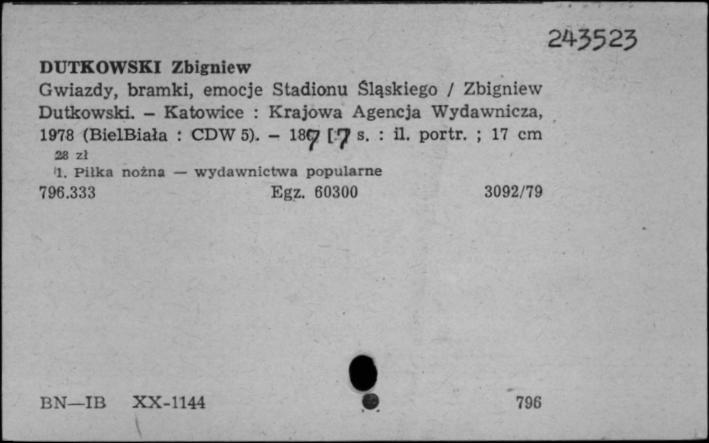 243523
DUTKOWSKI Zbigniew
Gwiazdy, bramki, emocje Stadionu Śląskiego / Zbigniew
Dutkowski. — Katowice : Krajowa Agencja Wydawnicza,
1978 (BielBiała : CDW 5). — 187 [7 s. : il. portr. ; 17 cm
28 zł
1. Piłka nożna — wydawnictwa popularne
796.333 Egz. 60300 3092/79
BN—IB XX-1144 796